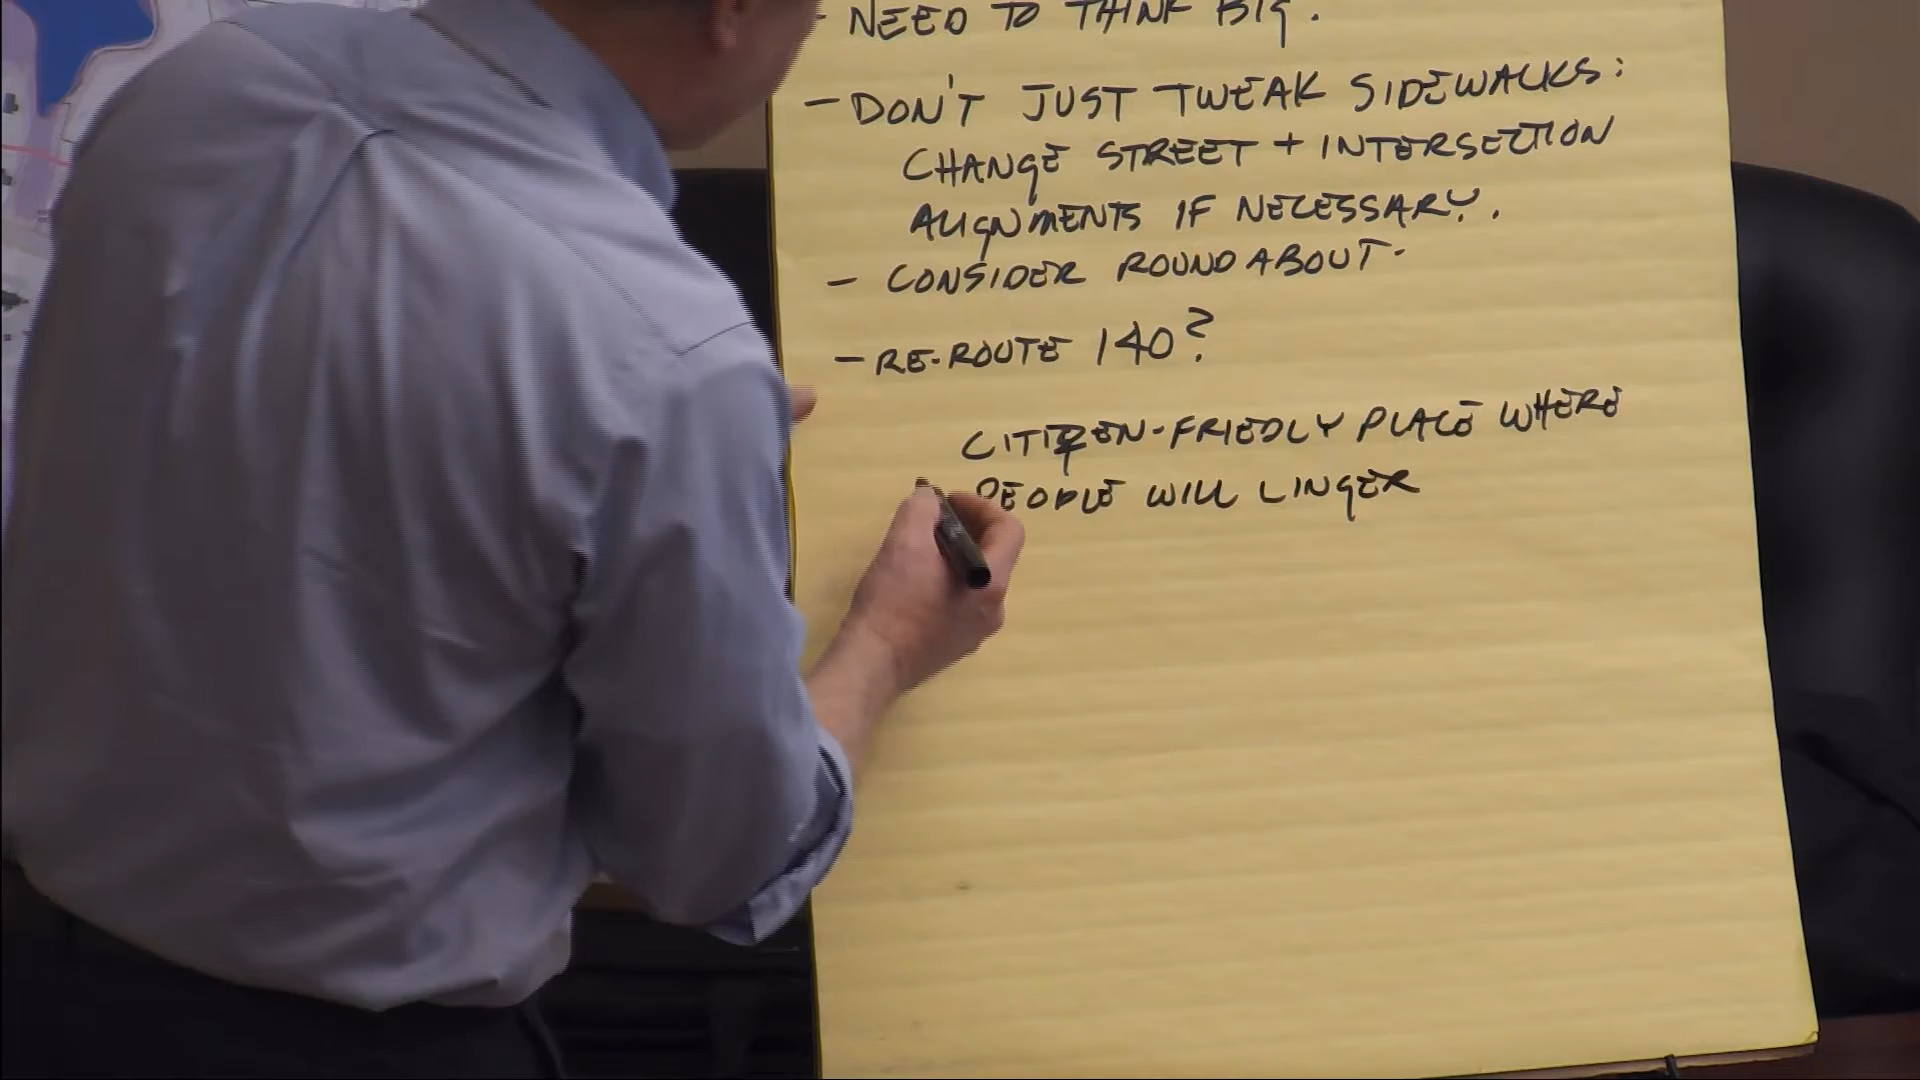 - NEED TO THINK BIG.
- DON'T JUST TWEAK SIDEWALKS:
CHANGE STREET + INTERSECTION
ALIGNMENTS IF NECESSARY.
- CONSIDER ROUNDABOUT.
- RE-ROUTE 140?
CITIZEN-FRIEDLY PLACE WHERE
PEOPLE WILL LINGER